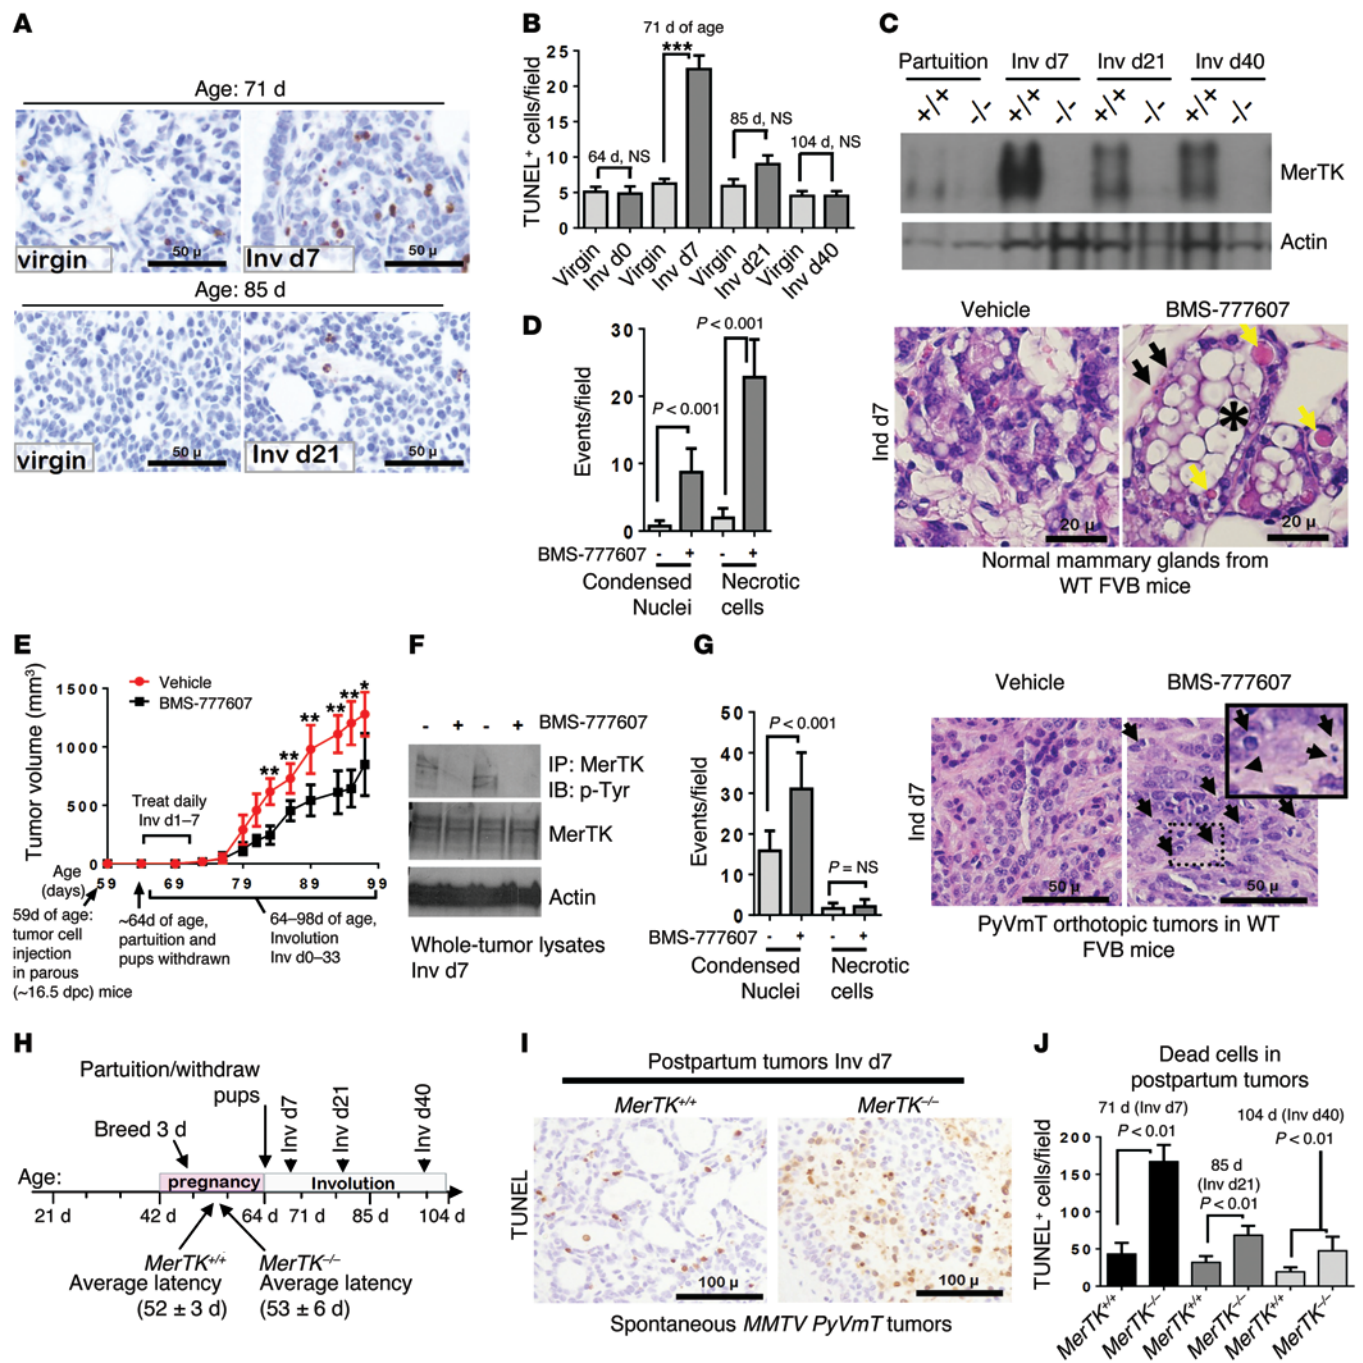 A
Age: 71 d
virgin
50 µ
Inv d7
50 µ
Age: 85 d
virgin
50 µ
Inv d21
50 µ
B
71 d of age
***
TUNEL+ cells/field
25
20
15
10
5
0
64 d, NS
85 d, NS
104 d, NS
Virgin
Inv d0
Virgin
Inv d7
Virgin
Inv d21
Virgin
Inv d40
C
Partuition
Inv d7
Inv d21
Inv d40
+/+
-/-
+/+
-/-
+/+
-/-
+/+
-/-
MerTK
Actin
D
Events/field
30
20
10
0
P < 0.001
P < 0.001
BMS-777607
-
+
-
+
Condensed
Nuclei
Necrotic
cells
Vehicle
BMS-777607
Ind d7
*
20 µ
20 µ
Normal mammary glands from
WT FVB mice
E
Tumor volume (mm3)
1500
1000
500
0
Vehicle
BMS-777607
**
**
**
**
**
*
Treat daily
Inv d1–7
Age
(days)
59
69
79
89
99
59d of age:
tumor cell
injection
in parous
(~16.5 dpc) mice
~64d of age,
partuition and
pups withdrawn
64–98d of age,
Involution
Inv d0–33
F
-
+
-
+
BMS-777607
IP: MerTK
IB: p-Tyr
MerTK
Actin
Whole-tumor lysates
Inv d7
G
Events/field
50
40
30
20
10
0
P < 0.001
P = NS
BMS-777607
-
+
-
+
Condensed
Nuclei
Necrotic
cells
Vehicle
BMS-777607
Ind d7
50 µ
50 µ
PyVmT orthotopic tumors in WT
FVB mice
H
Partuition/withdraw
pups
Breed 3 d
Inv d7
Inv d21
Inv d40
Age:
pregnancy
Involution
21 d
42 d
64 d
71 d
85 d
104 d
MerTK+/+
Average latency
(52 ± 3 d)
MerTK–/–
Average latency
(53 ± 6 d)
I
Postpartum tumors Inv d7
MerTK+/+
MerTK–/–
TUNEL
100 µ
100 µ
Spontaneous MMTV PyVmT tumors
J
Dead cells in
postpartum tumors
71 d (Inv d7)
P < 0.01
104 d (Inv d40)
P < 0.01
85 d
(Inv d21)
P < 0.01
TUNEL+ cells/field
200
150
100
50
0
MerTK+/+
MerTK–/–
MerTK+/+
MerTK–/–
MerTK+/+
MerTK–/–